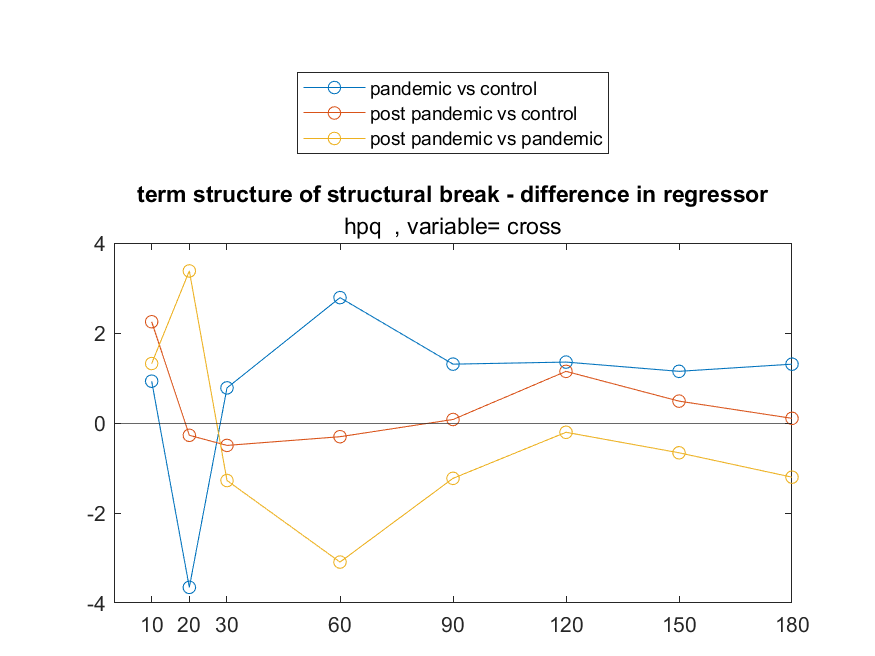 pandemic vs control
post pandemic vs control
post pandemic vs pandemic
term structure of structural break - difference in regressor
hpq , variable= cross
4
2
0
-2
-4
10 20 30 60 90 120 150 180